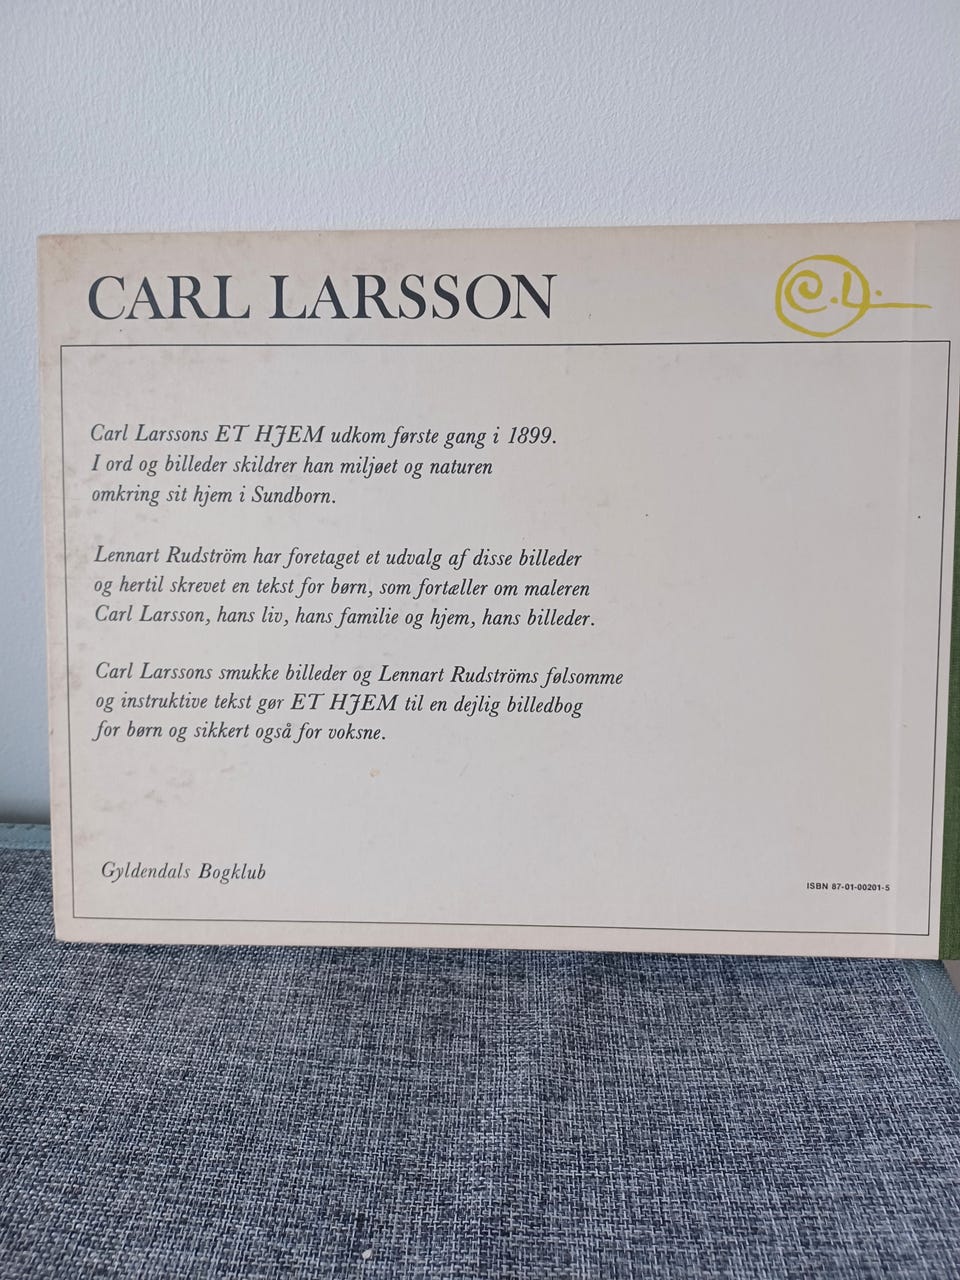 CARL LARSSON
C.L.
Carl Larssons ET HJEM udkom første gang i 1899.
I ord og billeder skildrer han miljøet og naturen
omkring sit hjem i Sundborn.
Lennart Rudström har foretaget et udvalg af disse billeder
og hertil skrevet en tekst for børn, som fortæller om maleren
Carl Larsson, hans liv, hans familie og hjem, hans billeder.
Carl Larssons smukke billeder og Lennart Rudströms følsomme
og instruktive tekst gør ET HJEM til en dejlig billedbog
for børn og sikkert også for voksne.
Gyldendals Bogklub
ISBN 87-01-00201-5